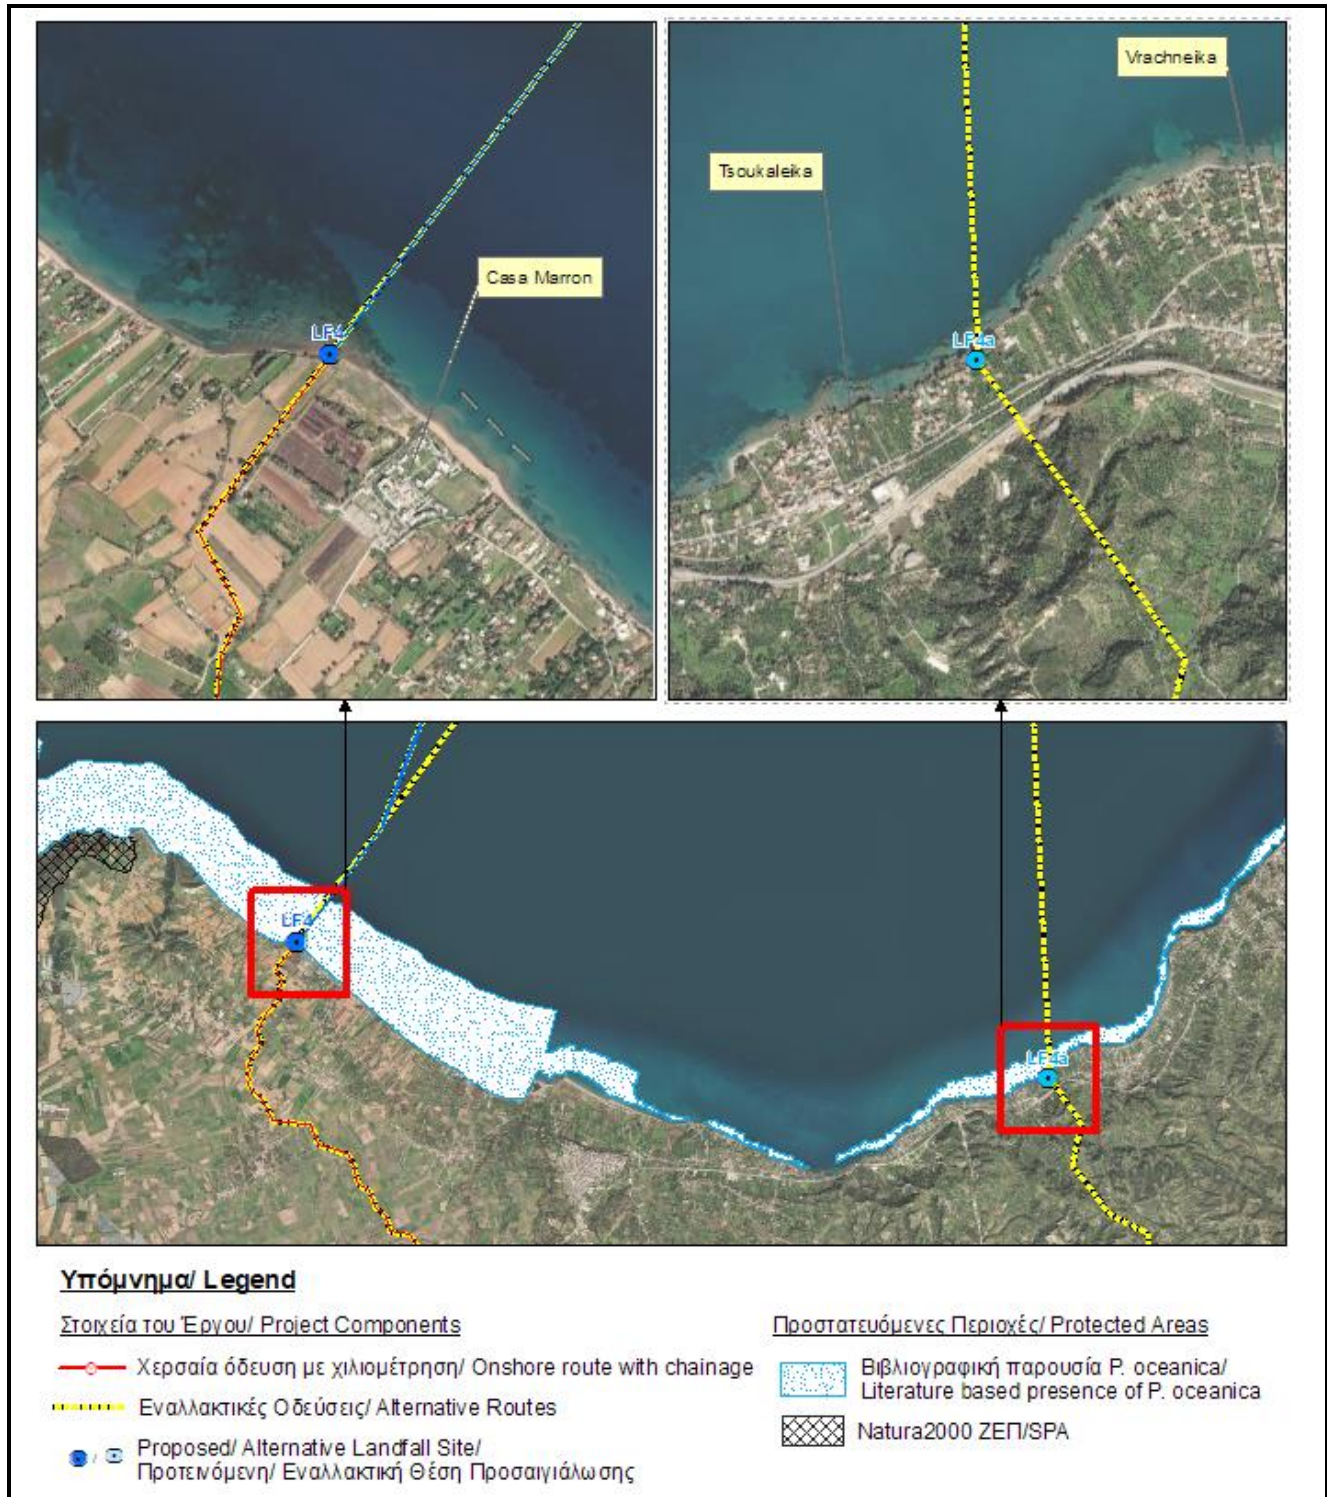 Vrachneika
Tsoukaleika
Casa Marron
LF4
LF4a
LF4
LF4a
Υπόμνημα/ Legend
Στοιχεία του Έργου/ Project Components
Χερσαία όδευση με χιλιομέτρηση/ Onshore route with chainage
Εναλλακτικές Οδεύσεις/ Alternative Routes
Proposed/ Alternative Landfall Site/
Προτεινόμενη/ Εναλλακτική Θέση Προσαιγιάλωσης
Προστατευόμενες Περιοχές/ Protected Areas
Βιβλιογραφική παρουσία P. oceanica/
Literature based presence of P. oceanica
Natura2000 ΖΕΠ/SPA